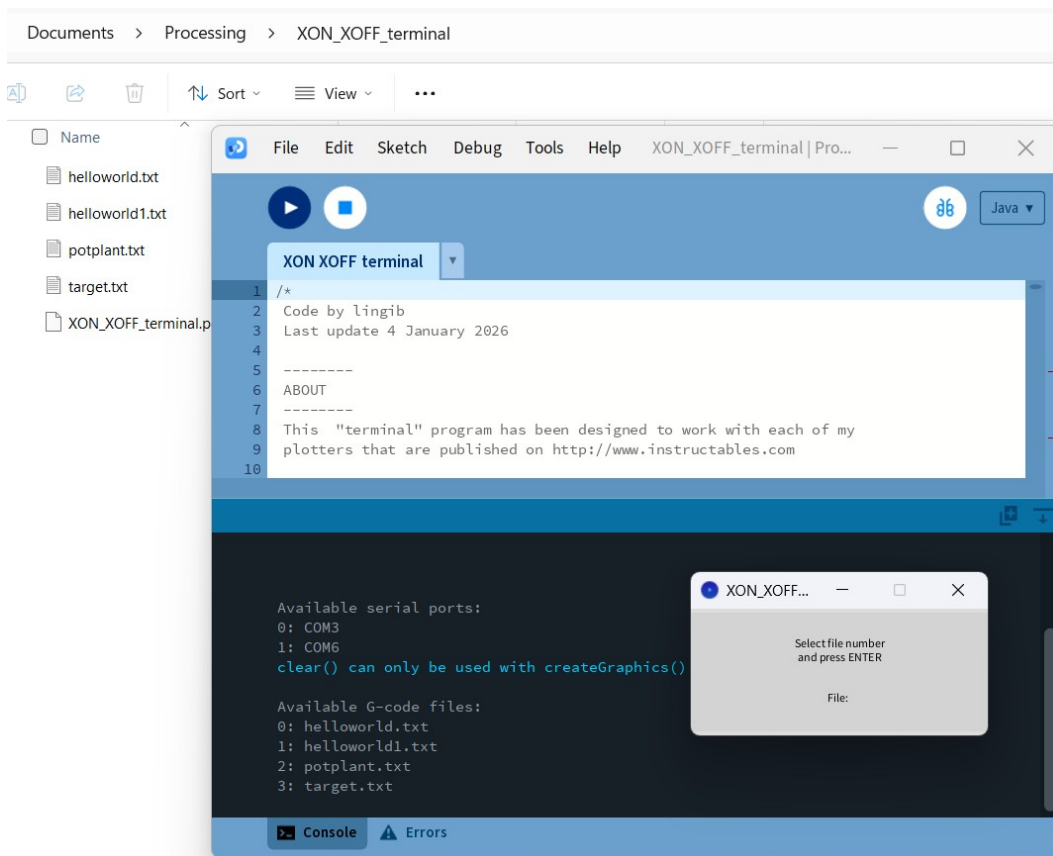 Documents > Processing > XON_XOFF_terminal
Sort View ...
Name
helloworld.txt
helloworld1.txt
potplant.txt
target.txt
XON_XOFF_terminal.p
File Edit Sketch Debug Tools Help XON_XOFF_terminal | Pro...
Java
XON XOFF terminal
1 /*
2 Code by lingib
3 Last update 4 January 2026
4
5 --------
6 ABOUT
7 --------
8 This  "terminal" program has been designed to work with each of my
9 plotters that are published on http://www.instructables.com
10
Available serial ports:
0: COM3
1: COM6
clear() can only be used with createGraphics()
Available G-code files:
0: helloworld.txt
1: helloworld1.txt
2: potplant.txt
3: target.txt
XON_XOFF...
Select file number
and press ENTER
File:
Console Errors